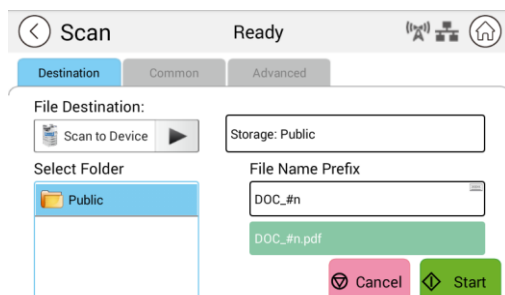 Scan Ready
Destination Common Advanced
File Destination:
Scan to Device Storage: Public
Select Folder File Name Prefix
Public DOC_#n
DOC_#n.pdf
Cancel Start